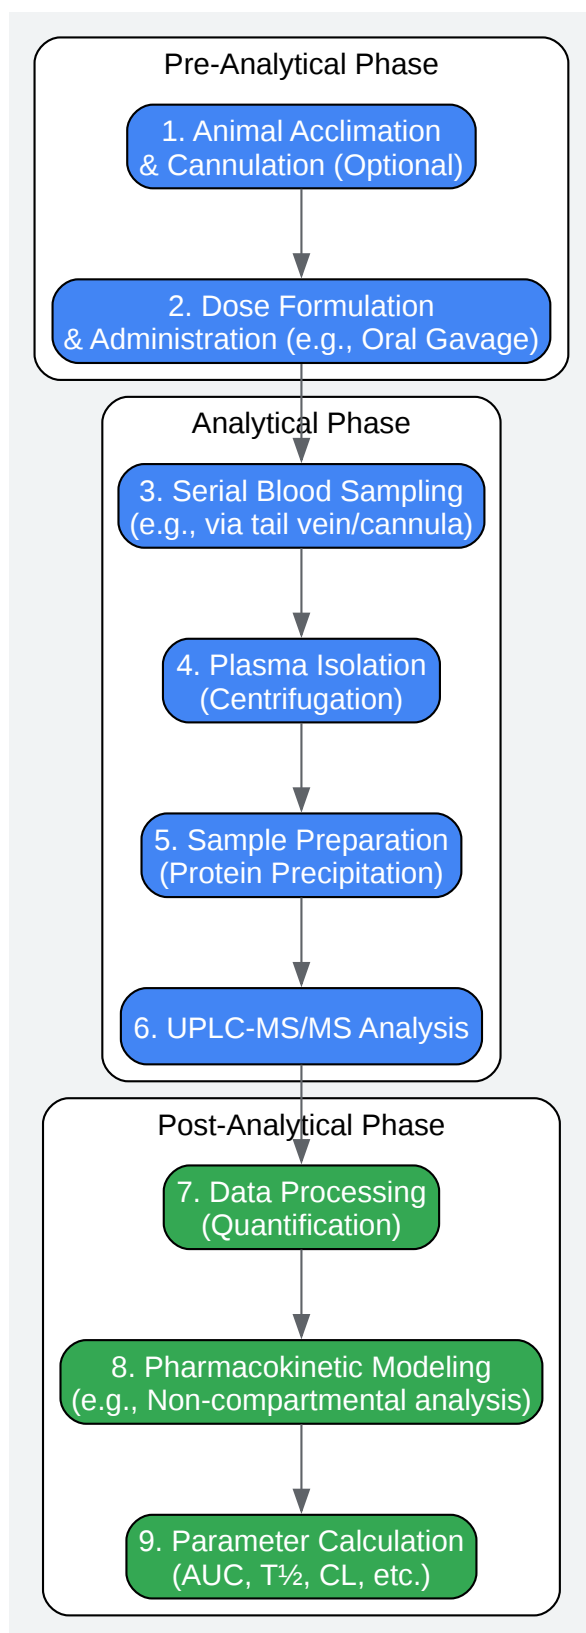 Pre-Analytical Phase
1. Animal Acclimation
& Cannulation (Optional)
2. Dose Formulation
& Administration (e.g., Oral Gavage)
Analytical Phase
3. Serial Blood Sampling
(e.g., via tail vein/cannula)
4. Plasma Isolation
(Centrifugation)
5. Sample Preparation
(Protein Precipitation)
6. UPLC-MS/MS Analysis
Post-Analytical Phase
7. Data Processing
(Quantification)
8. Pharmacokinetic Modeling
(e.g., Non-compartmental analysis)
9. Parameter Calculation
(AUC, T½, CL, etc.)